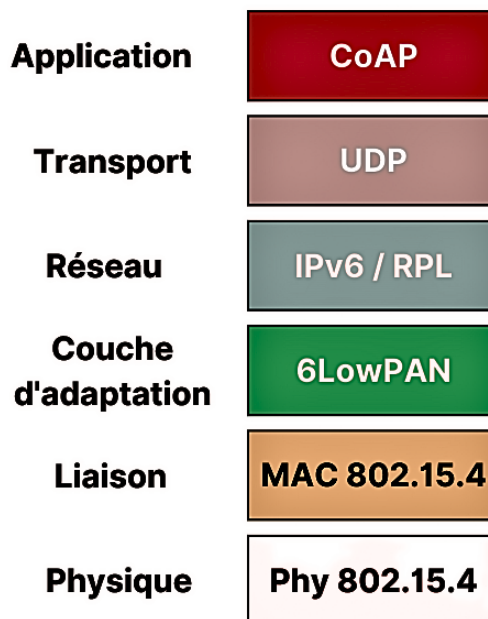 Application
CoAP
Transport
UDP
Réseau
IPv6 / RPL
Couche
d'adaptation
6LowPAN
Liaison
MAC 802.15.4
Physique
Phy 802.15.4